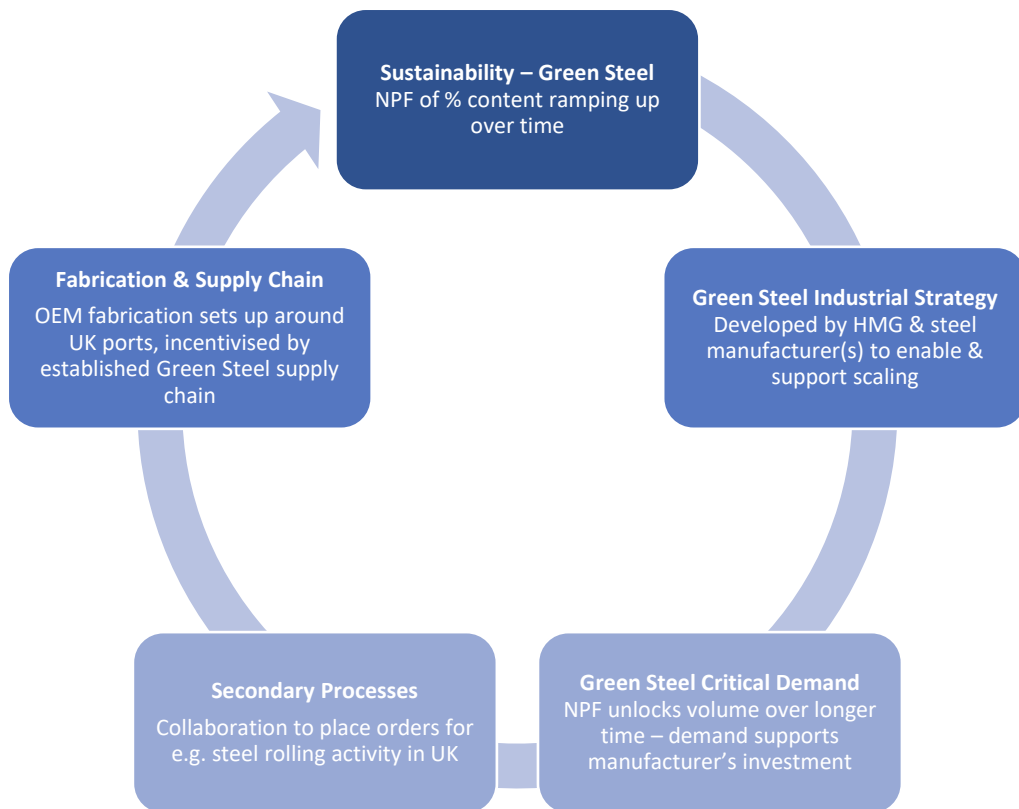 Sustainability – Green Steel
NPF of % content ramping up
over time
Green Steel Industrial Strategy
Developed by HMG & steel
manufacturer(s) to enable &
support scaling
Green Steel Critical Demand
NPF unlocks volume over longer
time – demand supports
manufacturer’s investment
Secondary Processes
Collaboration to place orders for
e.g. steel rolling activity in UK
Fabrication & Supply Chain
OEM fabrication sets up around
UK ports, incentivised by
established Green Steel supply
chain